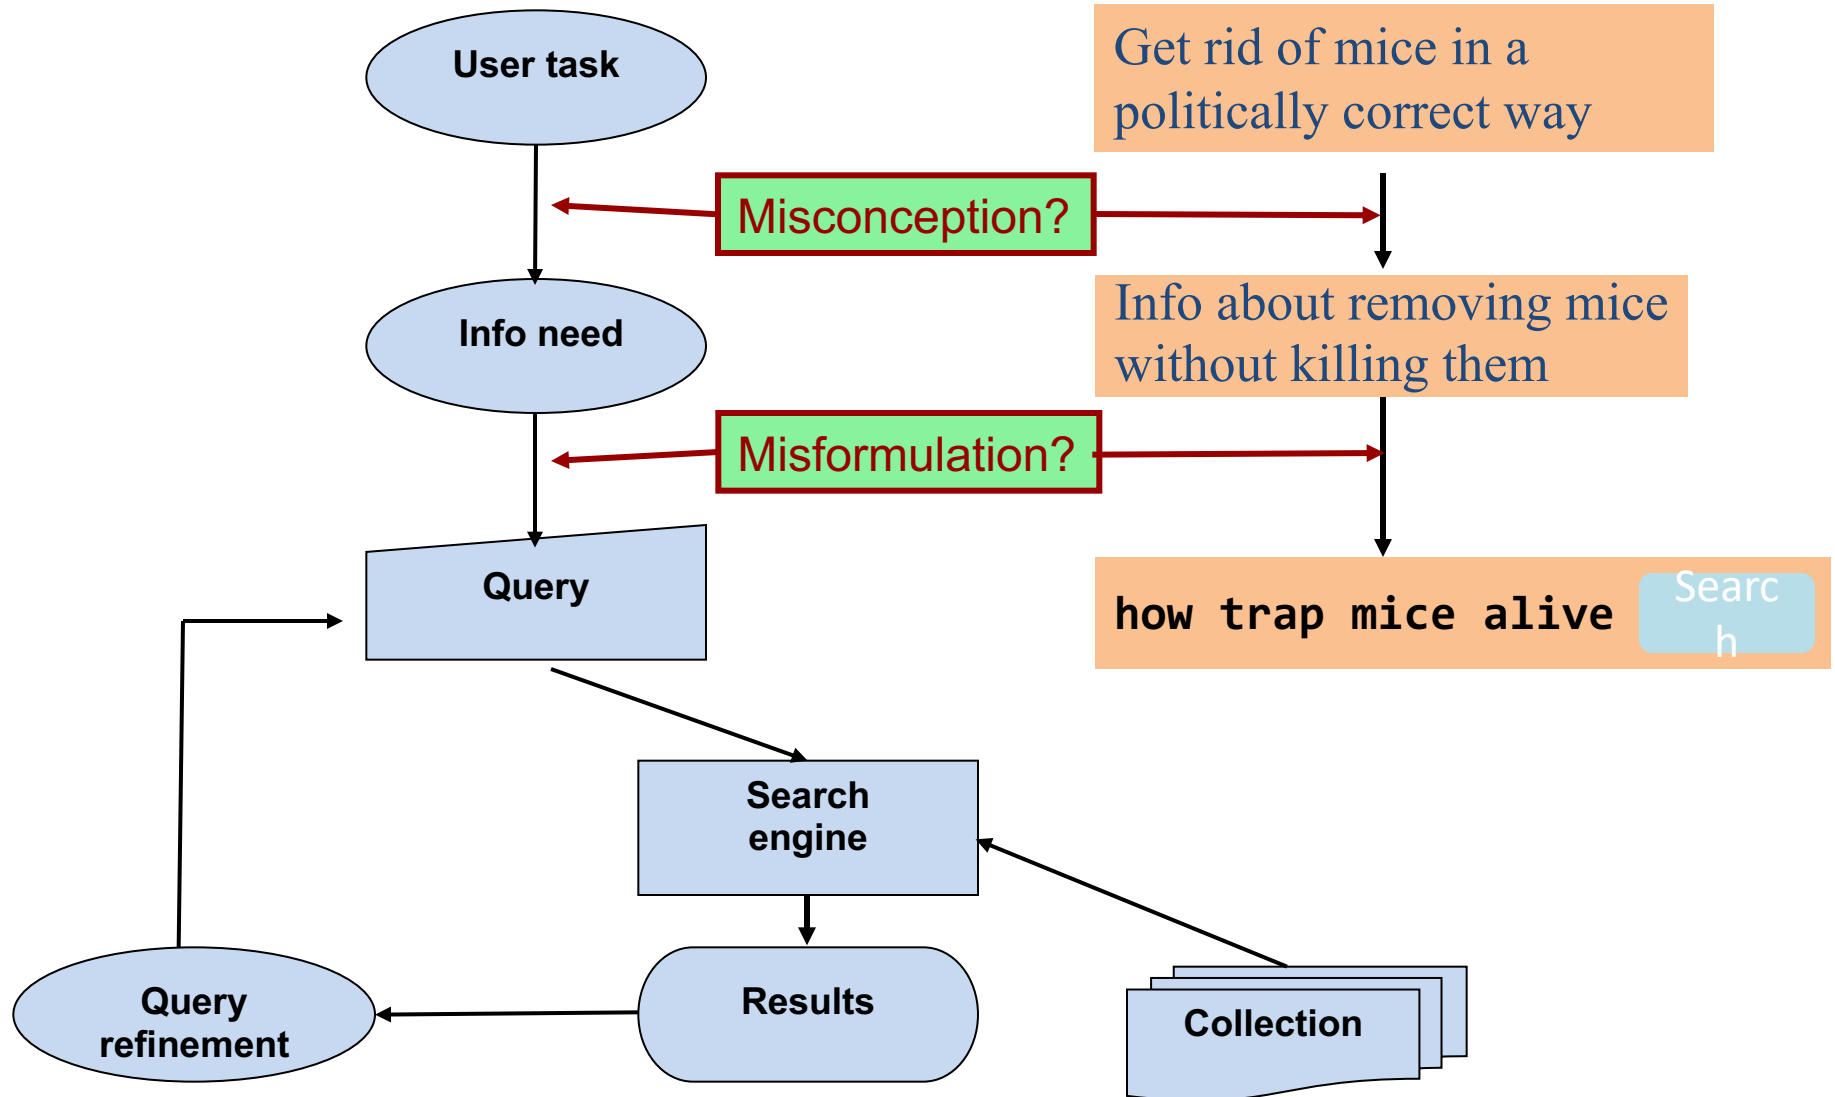 User task
Get rid of mice in a
politically correct way
Misconception?
Info need
Info about removing mice
without killing them
Misformulation?
Query
how trap mice alive
Searc
h
Search
engine
Results
Query
refinement
Collection